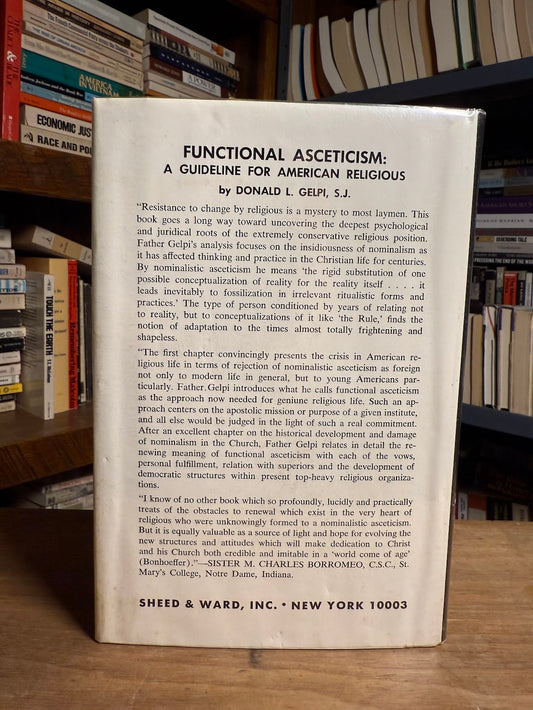 FUNCTIONAL ASCETICISM:
A GUIDELINE FOR AMERICAN RELIGIOUS
by DONALD L. GELPI, S.J.
"Resistance to change by religious is a mystery to most laymen. This
book goes a long way toward uncovering the deepest psychological
and juridical roots of the extremely conservative religious position.
Father Gelpi's analysis focuses on the insidiousness of nominalism as
it has affected thinking and practice in the Christian life for centuries.
By nominalistic asceticism he means 'the rigid substitution of one
possible conceptualization of reality for the reality itself . . . . it
leads inevitably to fossilization in irrelevant ritualistic forms and
practices.' The type of person conditioned by years of relating not
to reality, but to conceptualizations of it like 'the Rule,' finds the
notion of adaptation to the times almost totally frightening and
shapeless.
"The first chapter convincingly presents the crisis in American re-
ligious life in terms of rejection of nominalistic asceticism as foreign
not only to modern life in general, but to young Americans par-
ticularly. Father Gelpi introduces what he calls functional asceticism
as the approach now needed for geniune religious life. Such an ap-
proach centers on the apostolic mission or purpose of a given institute,
and all else would be judged in the light of such a real commitment.
After an excellent chapter on the historical development and damage
of nominalism in the Church, Father Gelpi relates in detail the re-
newing meaning of functional asceticism with each of the vows,
personal fulfillment, relation with superiors and the development of
democratic structures within present top-heavy religious organiza-
tions.
"I know of no other book which so profoundly, lucidly and practically
treats of the obstacles to renewal which exist in the very heart of
religious who were unknowingly formed to a nominalistic asceticism.
But it is equally valuable as a source of light and hope for evolving the
new structures and attitudes which will make dedication to Christ
and his Church both credible and imitable in a 'world come of age'
(Bonhoeffer)."—SISTER M. CHARLES BORROMEO, C.S.C., St.
Mary's College, Notre Dame, Indiana.
SHEED & WARD, INC. • NEW YORK 10003
AMERICA IN VIETNAM
ECONOMIC JUS
RACE AND PO
TOUCH THE EARTH